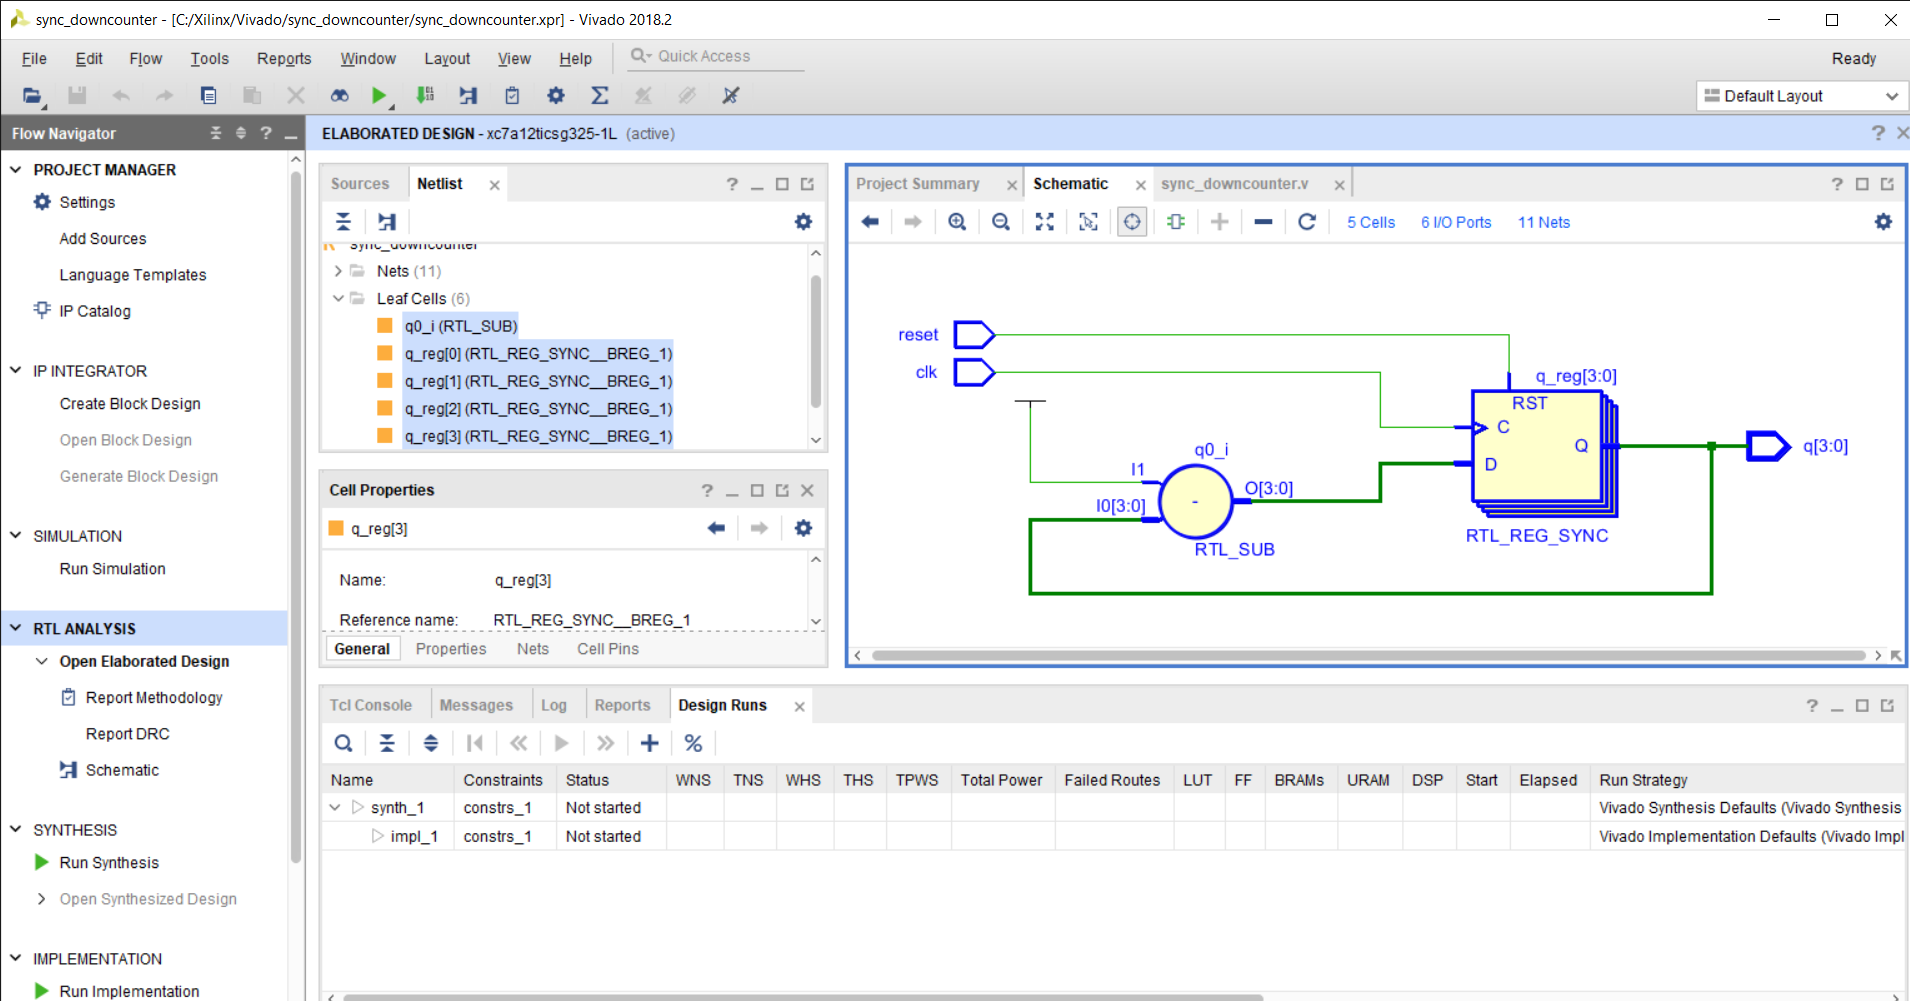 sync_downcounter - [C:/Xilinx/Vivado/sync_downcounter/sync_downcounter.xpr] - Vivado 2018.2
File Edit Flow Tools Reports Window Layout View Help Quick Access Ready
Default Layout
Flow Navigator
PROJECT MANAGER
Settings
Add Sources
Language Templates
IP Catalog
IP INTEGRATOR
Create Block Design
Open Block Design
Generate Block Design
SIMULATION
Run Simulation
RTL ANALYSIS
Open Elaborated Design
Report Methodology
Report DRC
Schematic
SYNTHESIS
Run Synthesis
Open Synthesized Design
IMPLEMENTATION
Run Implementation
ELABORATED DESIGN - xc7a12ticsg325-1L (active)
Sources Netlist
sync_downcounter
Nets (11)
Leaf Cells (6)
q0_i (RTL_SUB)
q_reg[0] (RTL_REG_SYNC__BREG_1)
q_reg[1] (RTL_REG_SYNC__BREG_1)
q_reg[2] (RTL_REG_SYNC__BREG_1)
q_reg[3] (RTL_REG_SYNC__BREG_1)
Cell Properties
q_reg[3]
Name: q_reg[3]
Reference name: RTL_REG_SYNC__BREG_1
General Properties Nets Cell Pins
Project Summary Schematic sync_downcounter.v
5 Cells 6 I/O Ports 11 Nets
reset
clk
q_reg[3:0]
RST
C
Q
D
q[3:0]
RTL_REG_SYNC
q0_i
I1
I0[3:0]
-
O[3:0]
RTL_SUB
Tcl Console Messages Log Reports Design Runs
Name Constraints Status WNS TNS WHS THS TPWS Total Power Failed Routes LUT FF BRAMs URAM DSP Start Elapsed Run Strategy
synth_1 constrs_1 Not started Vivado Synthesis Defaults (Vivado Synthesis
impl_1 constrs_1 Not started Vivado Implementation Defaults (Vivado Impl